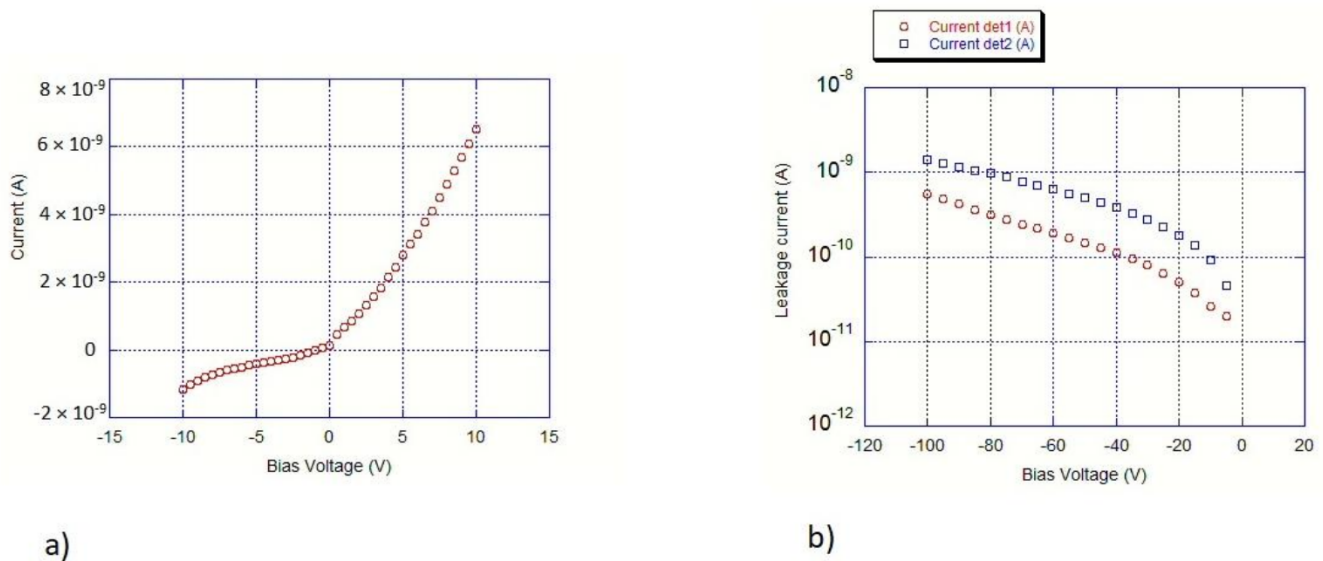 Current det1 (A)
Current det2 (A)
8 × 10⁻⁹
6 × 10⁻⁹
4 × 10⁻⁹
2 × 10⁻⁹
0
-2 × 10⁻⁹
Current (A)
-15 -10 -5 0 5 10 15
Bias Voltage (V)
a)
10⁻⁸
10⁻⁹
10⁻¹⁰
10⁻¹¹
10⁻¹²
Leakage current (A)
-120 -100 -80 -60 -40 -20 0 20
Bias Voltage (V)
b)